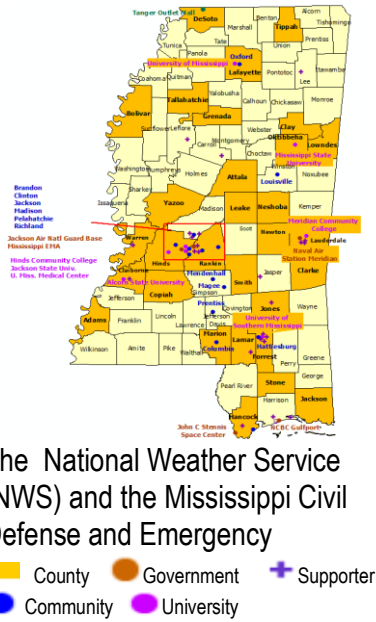 Tanger Outlet Mall
DeSoto
Benton
Alcorn
Tippah
Tishomingo
Marshall
Prentiss
Tunica
Tate
Union
Panola
Oxford
University of Mississippi
Lafayette
Pontotoc
Lee
Itawamba
Coahoma
Quitman
Yalobusha
Tallahatchie
Calhoun
Chickasaw
Monroe
Bolivar
Grenada
Sunflower
Leflore
Webster
Clay
Carroll
Montgomery
Oktibbeha
Lowndes
Choctaw
Mississippi State
University
Washington
Humphreys
Holmes
Attala
Winston
Noxubee
Louisville
Sharkey
Issaquena
Yazoo
Madison
Leake
Neshoba
Kemper
Brandon
Clinton
Jackson
Madison
Pelahatchie
Richland
Jackson Air Natl Guard Base
Mississippi EMA
Hinds Community College
Jackson State Univ.
U. Miss. Medical Center
Warren
Scott
Newton
Meridian Community
College
Lauderdale
Naval Air
Station Meridian
Hinds
Rankin
Claiborne
Alcorn State University
Mendenhall
Magee
Simpson
Smith
Jasper
Clarke
Copiah
Jefferson
Prentiss
Covington
Jones
Wayne
Adams
Franklin
Lincoln
Lawrence
Jefferson
Davis
University of
Southern Mississippi
Marion
Columbia
Lamar
Hattiesburg
Forrest
Perry
Greene
Wilkinson
Amite
Pike
Walthall
Pearl River
Stone
George
Harrison
Jackson
Hancock
John C Stennis
Space Center
NCBC Gulfport
he National Weather Service
NWS) and the Mississippi Civil
efense and Emergency
County
Government
Supporter
Community
University